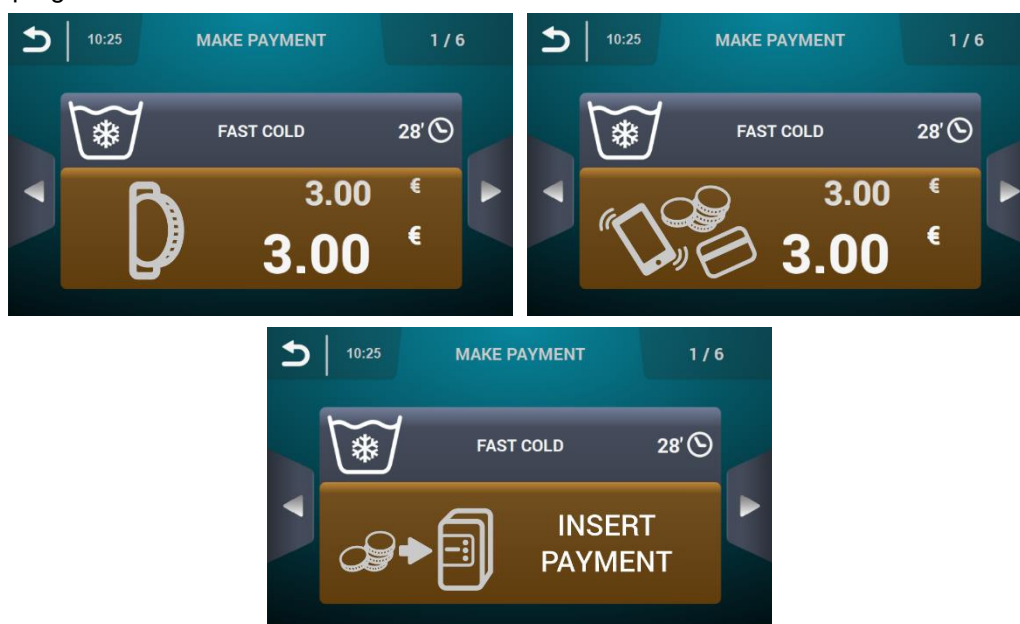 10:25 MAKE PAYMENT 1 / 6
FAST COLD 28'
3.00 €
3.00 €
10:25 MAKE PAYMENT 1 / 6
FAST COLD 28'
3.00 €
3.00 €
10:25 MAKE PAYMENT 1 / 6
FAST COLD 28'
INSERT
PAYMENT